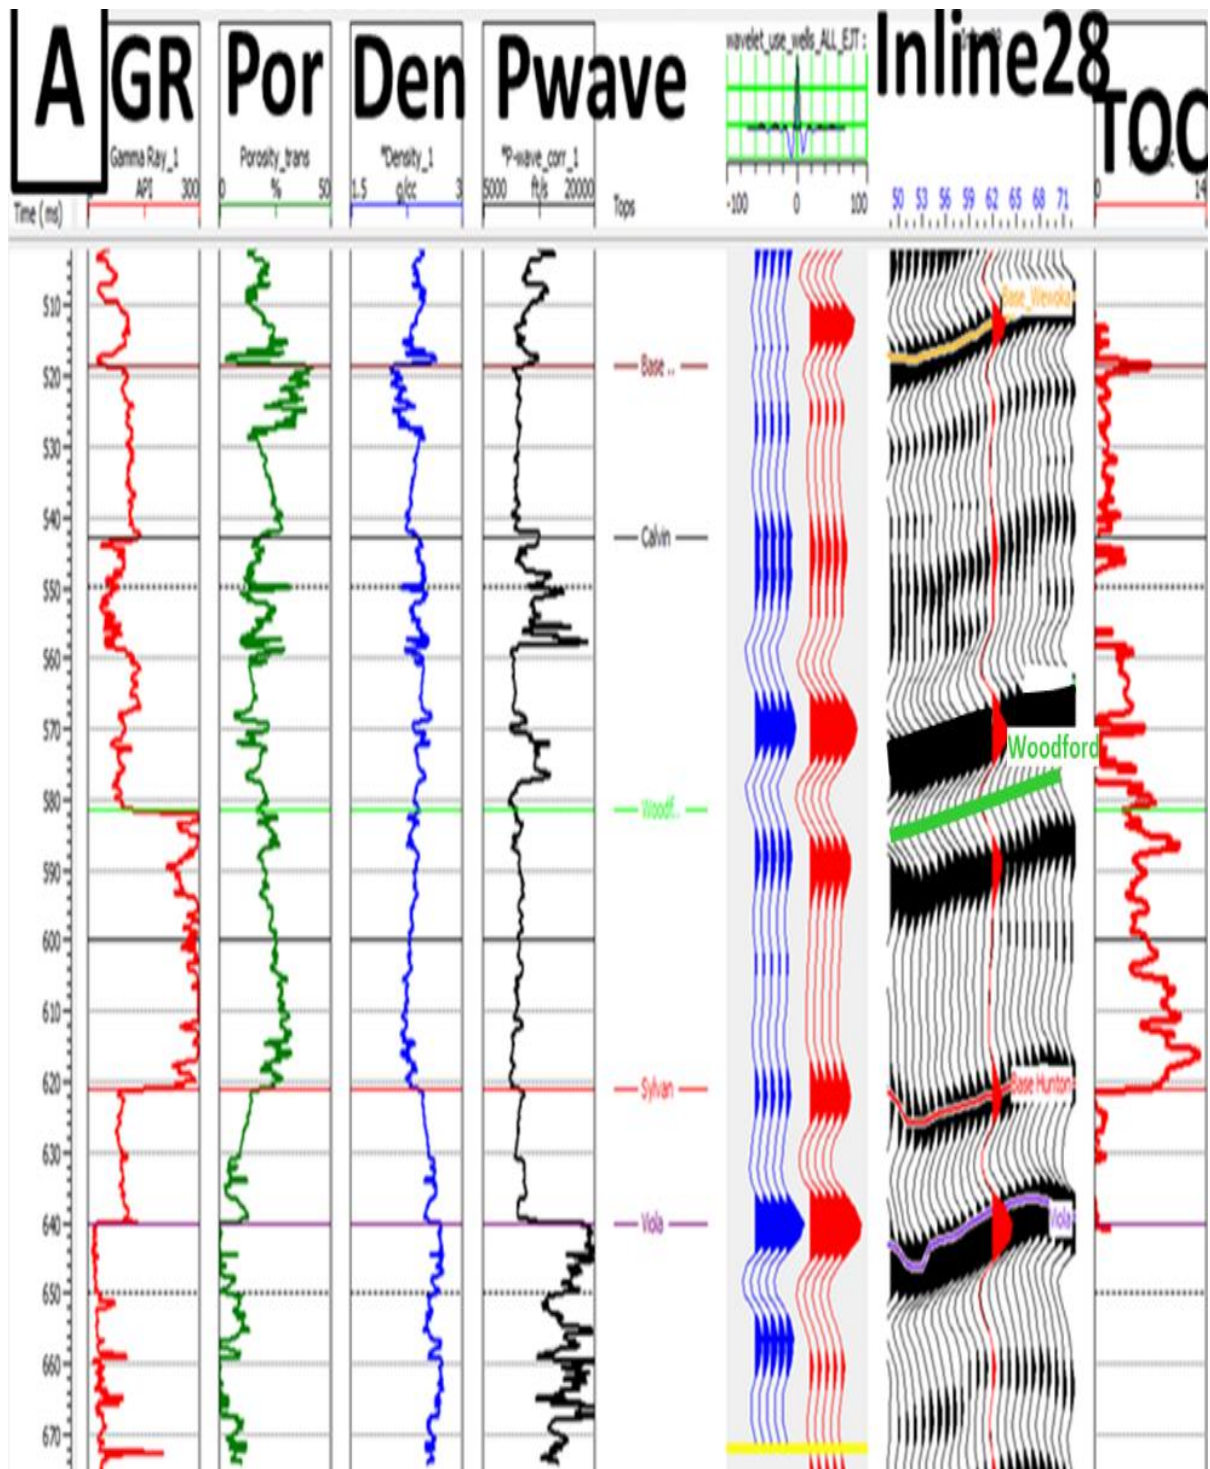 A
GR
Por
Den
Pwave
Inline28
TOC
wavelet_use_wells_ALL_EJT :
Gamma Ray_1
Porosity_trans
*Density_1
*P-wave_corr_1
API 300
0 % 50
1.5 g/cc 3
5000 ft/s 20000
Tops
-100 0 100
50 53 56 59 62 65 68 71
0 14
Time (ms)
510
520
530
540
550
560
570
580
590
600
610
620
630
640
650
660
670
Base ..
Calvin
Woodf..
Sylvan
Viola
Base_Wewoka
Woodford
Base Hunton
Viola